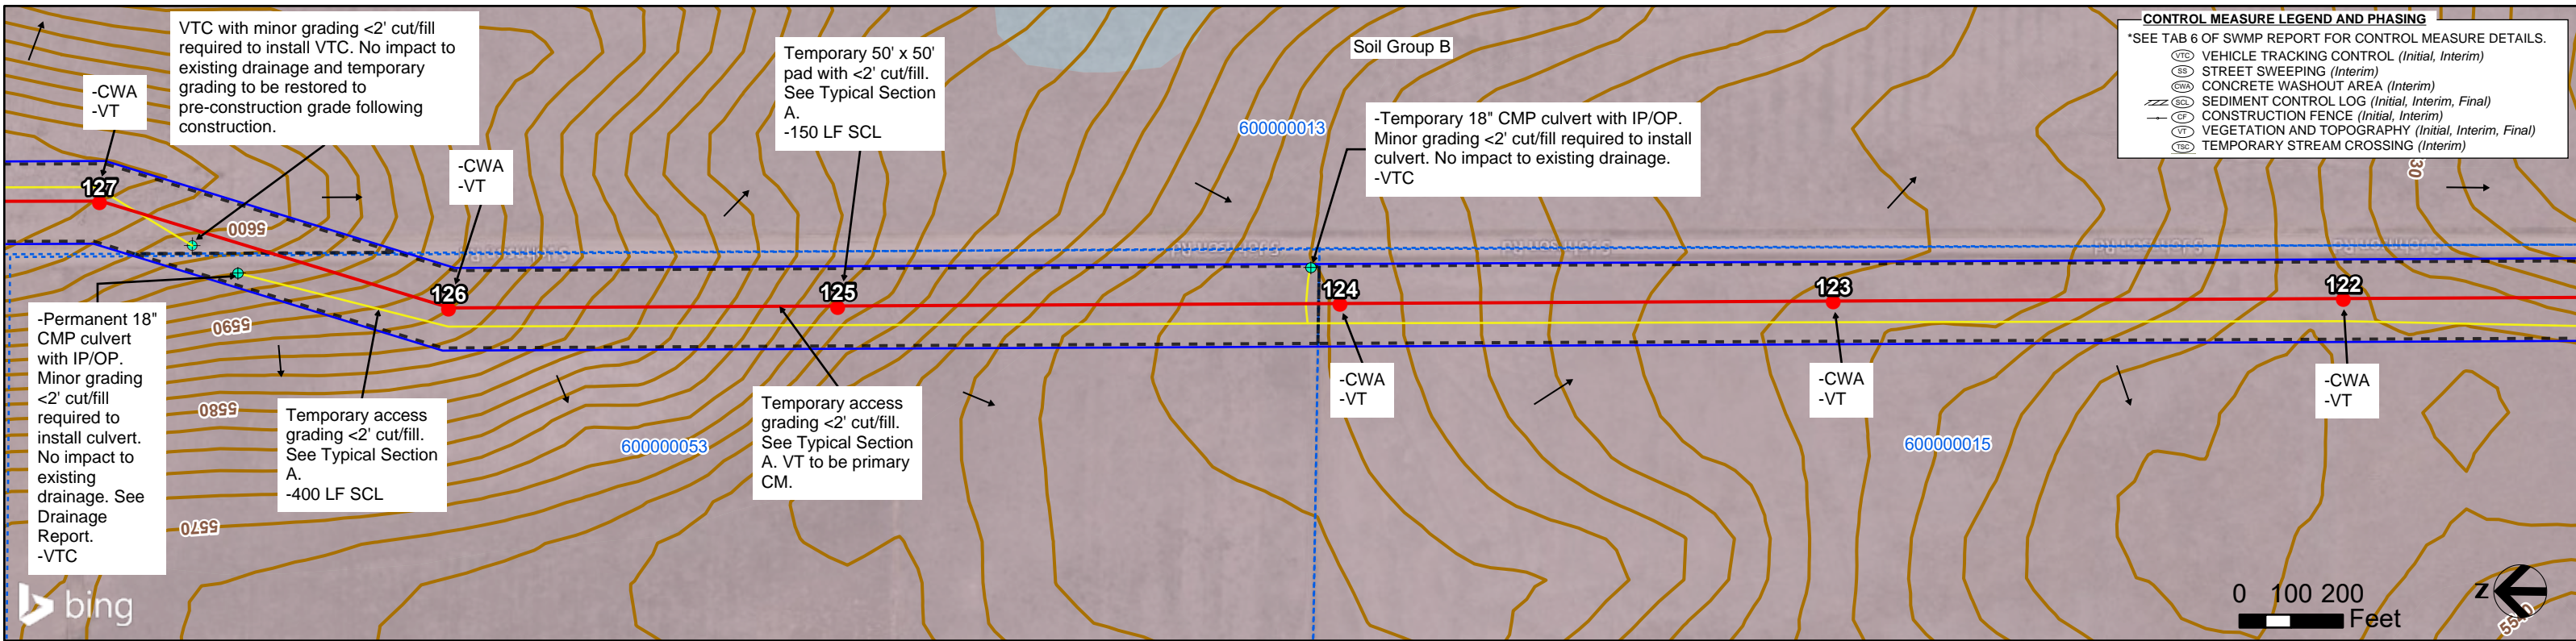 VTC with minor grading <2' cut/fill
required to install VTC. No impact to
existing drainage and temporary
grading to be restored to
pre-construction grade following
construction.
-CWA
-VT
-CWA
-VT
Temporary 50' x 50'
pad with <2' cut/fill.
See Typical Section
A.
-150 LF SCL
Soil Group B
600000013
-Temporary 18" CMP culvert with IP/OP.
Minor grading <2' cut/fill required to install
culvert. No impact to existing drainage.
-VTC
CONTROL MEASURE LEGEND AND PHASING
*SEE TAB 6 OF SWMP REPORT FOR CONTROL MEASURE DETAILS.
VTC VEHICLE TRACKING CONTROL (Initial, Interim)
SS STREET SWEEPING (Interim)
CWA CONCRETE WASHOUT AREA (Interim)
SCL SEDIMENT CONTROL LOG (Initial, Interim, Final)
CF CONSTRUCTION FENCE (Initial, Interim)
VT VEGETATION AND TOPOGRAPHY (Initial, Interim, Final)
TSC TEMPORARY STREAM CROSSING (Interim)
30
127
5600
126
125
124
123
122
5590
5580
5570
-Permanent 18"
CMP culvert
with IP/OP.
Minor grading
<2' cut/fill
required to
install culvert.
No impact to
existing
drainage. See
Drainage
Report.
-VTC
Temporary access
grading <2' cut/fill.
See Typical Section
A.
-400 LF SCL
600000053
Temporary access
grading <2' cut/fill.
See Typical Section
A. VT to be primary
CM.
-CWA
-VT
-CWA
-VT
600000015
-CWA
-VT
bing
0 100 200
Feet
Z